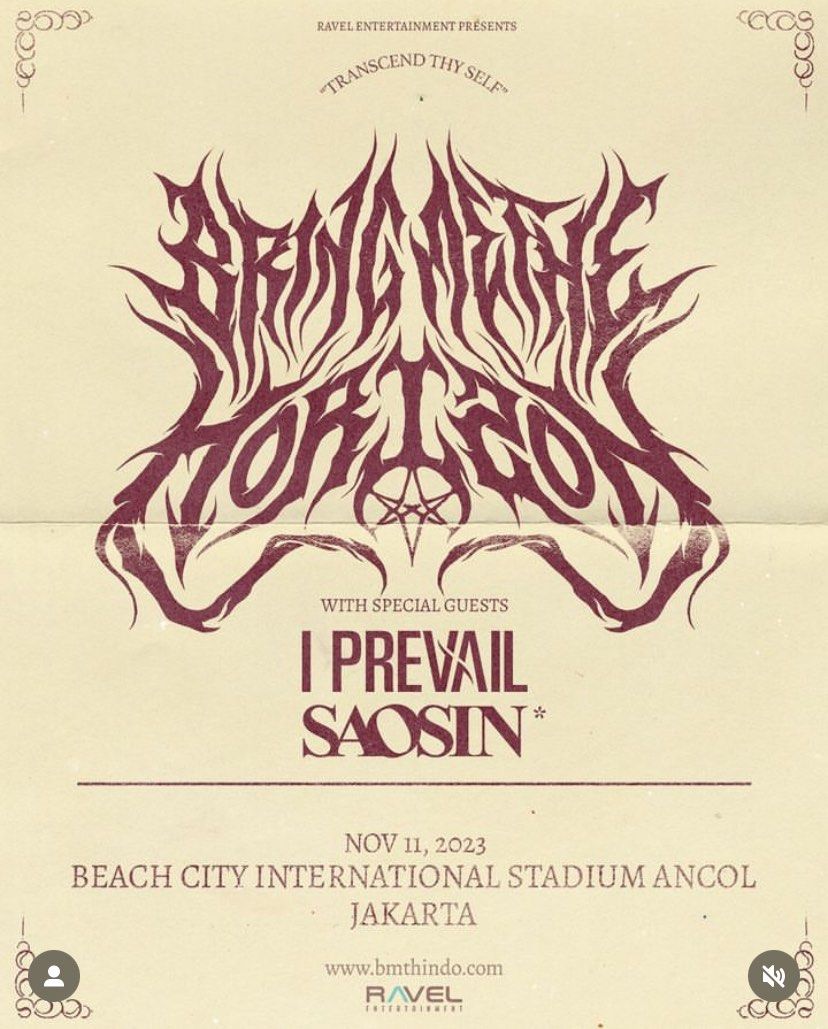 RAVEL ENTERTAINMENT PRESENTS
"TRANSCEND THY SELF"
BRING ME THE
HORIZON
WITH SPECIAL GUESTS
I PREVAIL
SAOSIN*
NOV 11, 2023
BEACH CITY INTERNATIONAL STADIUM ANCOL
JAKARTA
www.bmthindo.com
RAVEL
ENTERTAINMENT